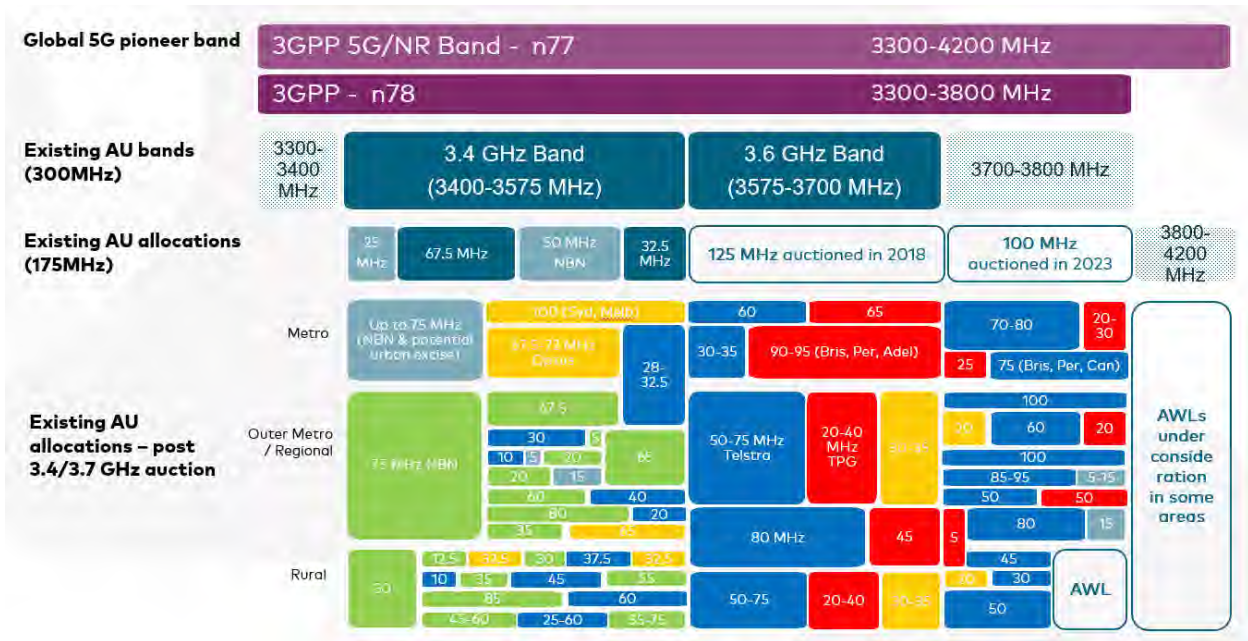 Global 5G pioneer band
3GPP 5G/NR Band - n77
3300-4200 MHz
3GPP - n78
3300-3800 MHz
Existing AU bands
(300MHz)
3300-
3400
MHz
3.4 GHz Band
(3400-3575 MHz)
3.6 GHz Band
(3575-3700 MHz)
3700-3800 MHz
Existing AU allocations
(175MHz)
25
MHz
67.5 MHz
50 MHz
NBN
32.5
MHz
125 MHz auctioned in 2018
100 MHz
auctioned in 2023
3800-
4200
MHz
Existing AU
allocations – post
3.4/3.7 GHz auction
Metro
Up to 75 MHz
(NBN & potential
urban excise)
100 (Syd, Melb)
28-
32.5
60
65
30-35
90-95 (Bris, Per, Adel)
70-80
20-
30
25
75 (Bris, Per, Can)
Outer Metro
/ Regional
75 MHz NBN
67.5
30
5
10
5
20
65
20
15
60
40
80
20
35
50-75 MHz
Telstra
20-40
MHz
TPG
80 MHz
45
100
20
60
20
100
85-95
5-15
50
50
5
80
15
Rural
50
12.5
37.5
30
37.5
32.5
10
35
45
55
85
60
45-60
25-60
55-75
50-75
20-40
45
30
50
AWL
AWLs
under
conside
ration
in some
areas